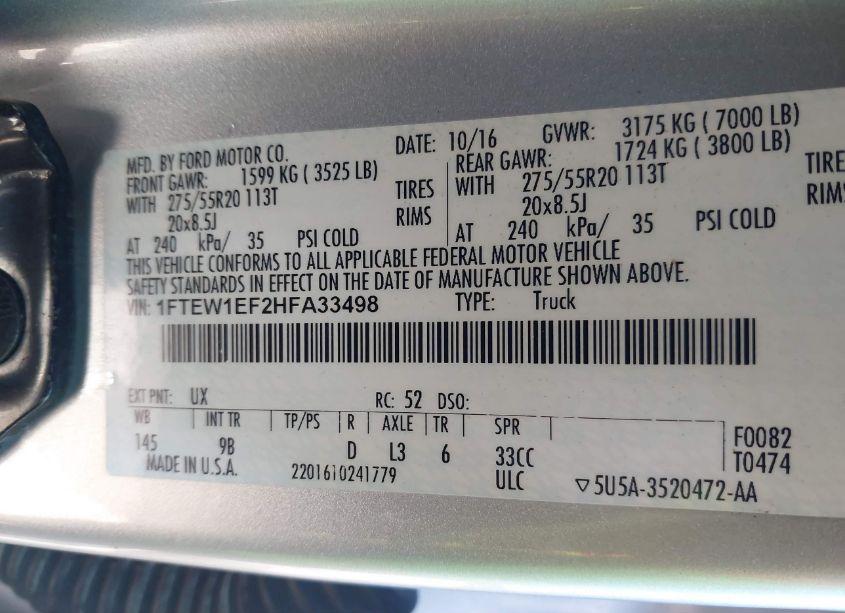 MFD. BY FORD MOTOR CO. DATE: 10/16 GVWR: 3175 KG ( 7000 LB)
FRONT GAWR: 1599 KG ( 3525 LB) REAR GAWR: 1724 KG ( 3800 LB)
WITH 275/55R20 113T TIRES WITH 275/55R20 113T TIRES
20x8.5J RIMS 20x8.5J RIMS
AT 240 kPa/ 35 PSI COLD AT 240 kPa/ 35 PSI COLD
THIS VEHICLE CONFORMS TO ALL APPLICABLE FEDERAL MOTOR VEHICLE
SAFETY STANDARDS IN EFFECT ON THE DATE OF MANUFACTURE SHOWN ABOVE.
VIN: 1FTEW1EF2HFA33498 TYPE: Truck
EXT PNT: UX RC: 52 DSO:
WB INT TR TP/PS R AXLE TR SPR F0082
145 9B D L3 6 33CC T0474
MADE IN U.S.A. 2201610241779 ULC ▽5U5A-3520472-AA